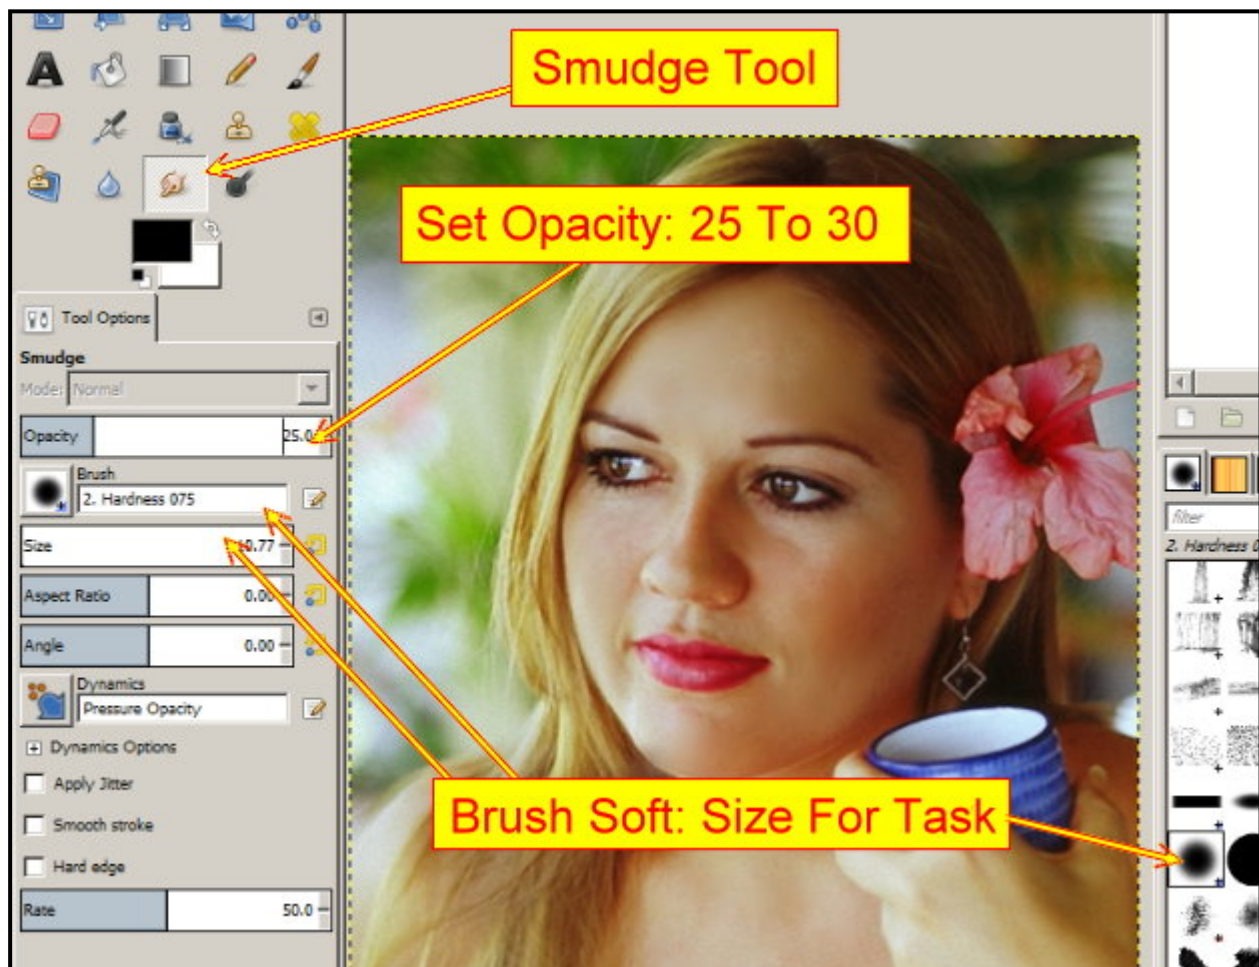 Smudge Tool
Set Opacity: 25 To 30
Tool Options
Smudge
Mode: Normal
Opacity 25.0
Brush
2. Hardness 075
Size .77
Aspect Ratio 0.00
Angle 0.00
Dynamics
Pressure Opacity
Dynamics Options
Apply Jitter
Smooth stroke
Hard edge
Rate 50.0
Brush Soft: Size For Task
filter
2. Hardness